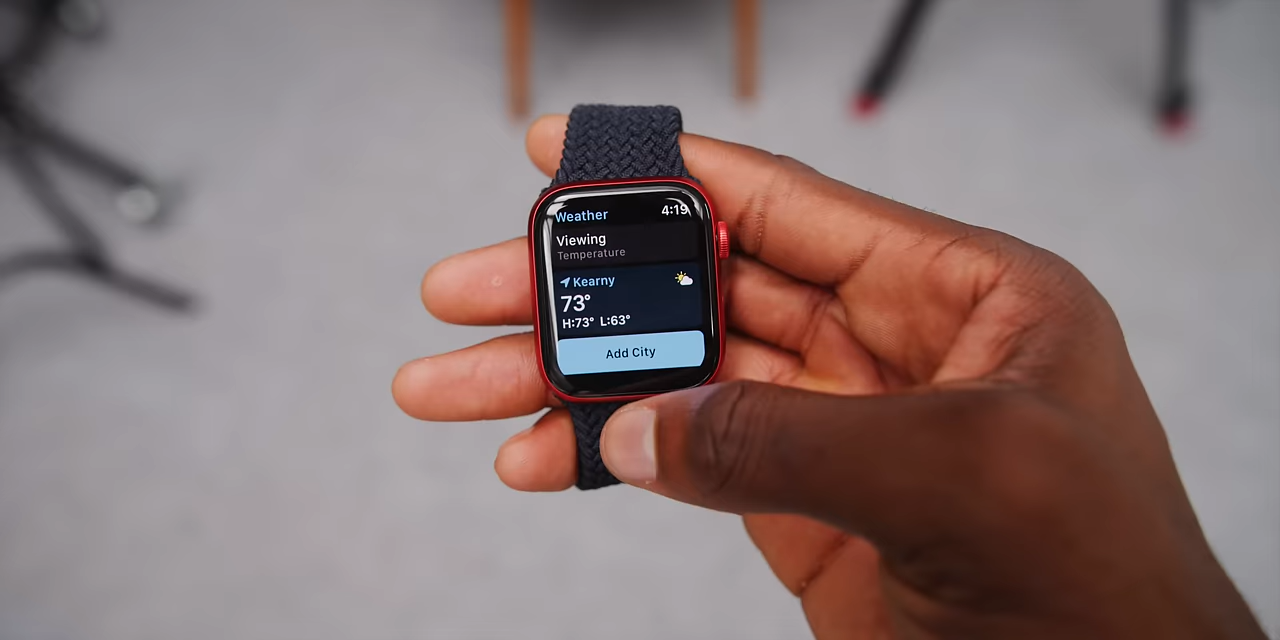 Weather 4:19
Viewing
Temperature
Kearny
73°
H:73° L:63°
Add City